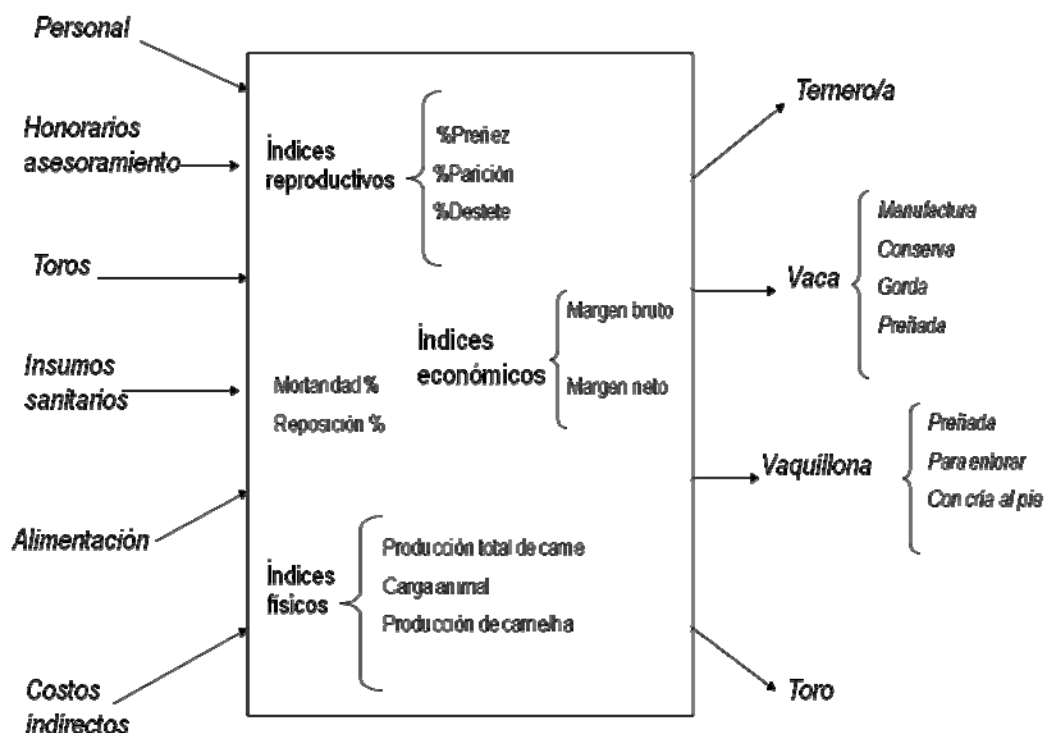 Personal
Honorarios
asesoramiento
Toros
Insumos
sanitarios
Alimentación
Costos
indirectos
Índices
reproductivos
%Preñez
%Parición
%Destete
Índices
económicos
Margen bruto
Margen neto
Mortandad %
Reposición %
Índices
físicos
Producción total de carne
Carga animal
Producción de carne/ha
Ternero/a
Vaca
Manufactura
Conserva
Gorda
Preñada
Vaquillona
Preñada
Para entorar
Con cría al pie
Toro